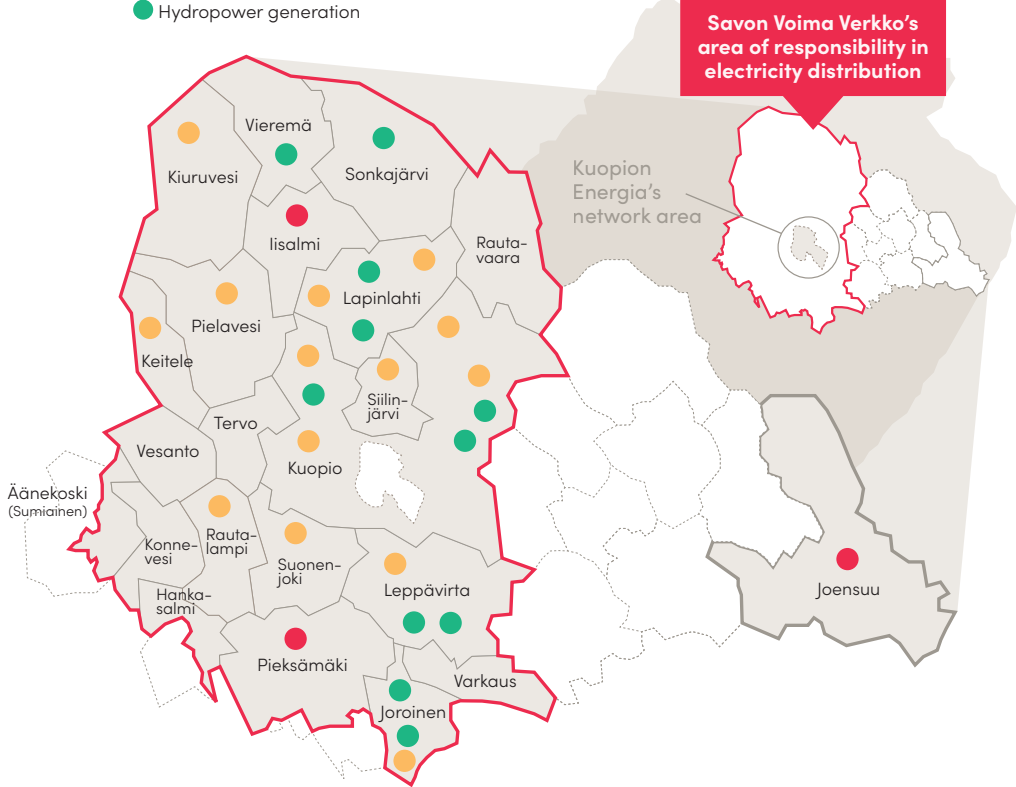 Hydropower generation
Savon Voima Verkko's
area of responsibility in
electricity distribution
Kuopion
Energia's
network area
Vieremä
Kiuruvesi
Sonkajärvi
Iisalmi
Rauta-
vaara
Lapinlahti
Pielavesi
Keitele
Siilin-
järvi
Tervo
Vesanto
Kuopio
Äänekoski
(Sumiainen)
Konne-
vesi
Rauta-
lampi
Suonen-
joki
Hanka-
salmi
Leppävirta
Joensuu
Pieksämäki
Varkaus
Joroinen